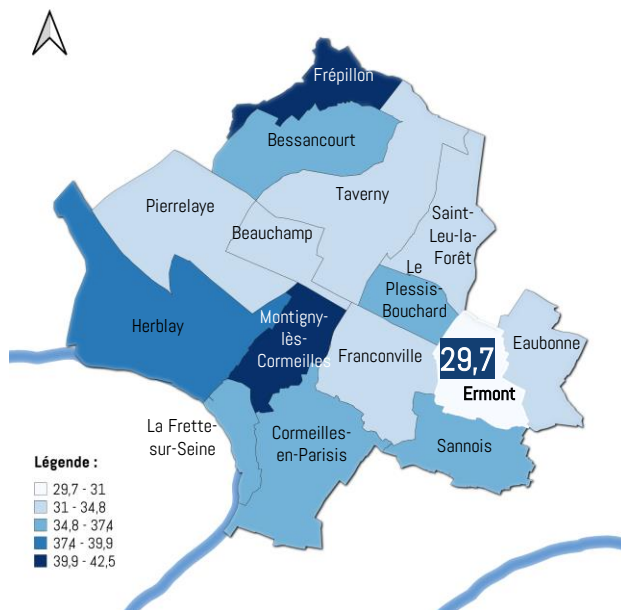 Frépillon
Bessancourt
Taverny
Pierrelaye
Saint-
Leu-la-
Forêt
Beauchamp
Le
Plessis-
Bouchard
Herblay
Montigny-
lès-
Cormeilles
Franconville
29,7
Eaubonne
Ermont
La Frette-
sur-Seine
Cormeilles-
en-Parisis
Sannois
Légende :
29,7 - 31
31 - 34,8
34,8 - 37,4
37,4 - 39,9
39,9 - 42,5